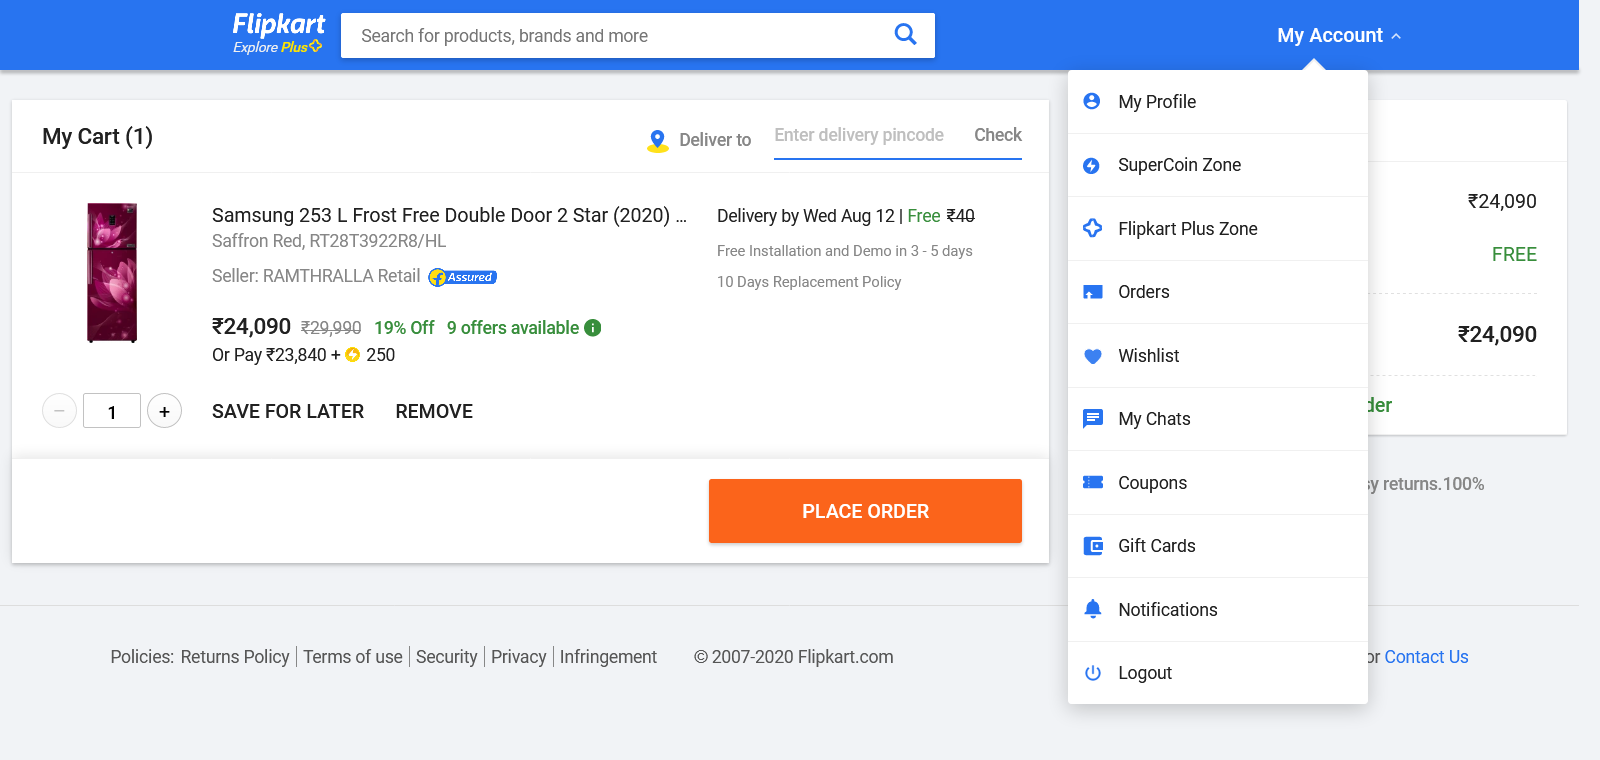 Flipkart
Explore Plus
Search for products, brands and more
My Account
My Cart (1)
Deliver to
Enter delivery pincode
Check
Samsung 253 L Frost Free Double Door 2 Star (2020) ...
Saffron Red, RT28T3922R8/HL
Seller: RAMTHRALLA Retail
Assured
₹24,090 ₹29,990 19% Off 9 offers available
Or Pay ₹23,840 + 250
Delivery by Wed Aug 12 | Free ₹40
Free Installation and Demo in 3 - 5 days
10 Days Replacement Policy
1
SAVE FOR LATER
REMOVE
PLACE ORDER
My Profile
SuperCoin Zone
Flipkart Plus Zone
Orders
Wishlist
My Chats
Coupons
Gift Cards
Notifications
Logout
₹24,090
FREE
₹24,090
returns.100%
Policies: Returns Policy | Terms of use | Security | Privacy | Infringement
© 2007-2020 Flipkart.com
or Contact Us